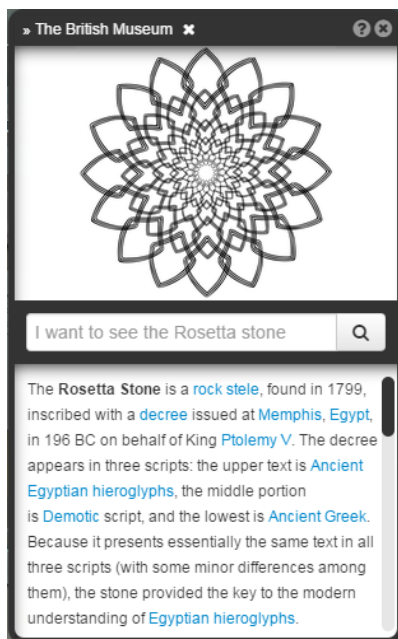 » The British Museum ✖
I want to see the Rosetta stone
The Rosetta Stone is a rock stele, found in 1799,
inscribed with a decree issued at Memphis, Egypt,
in 196 BC on behalf of King Ptolemy V. The decree
appears in three scripts: the upper text is Ancient
Egyptian hieroglyphs, the middle portion
is Demotic script, and the lowest is Ancient Greek.
Because it presents essentially the same text in all
three scripts (with some minor differences among
them), the stone provided the key to the modern
understanding of Egyptian hieroglyphs.